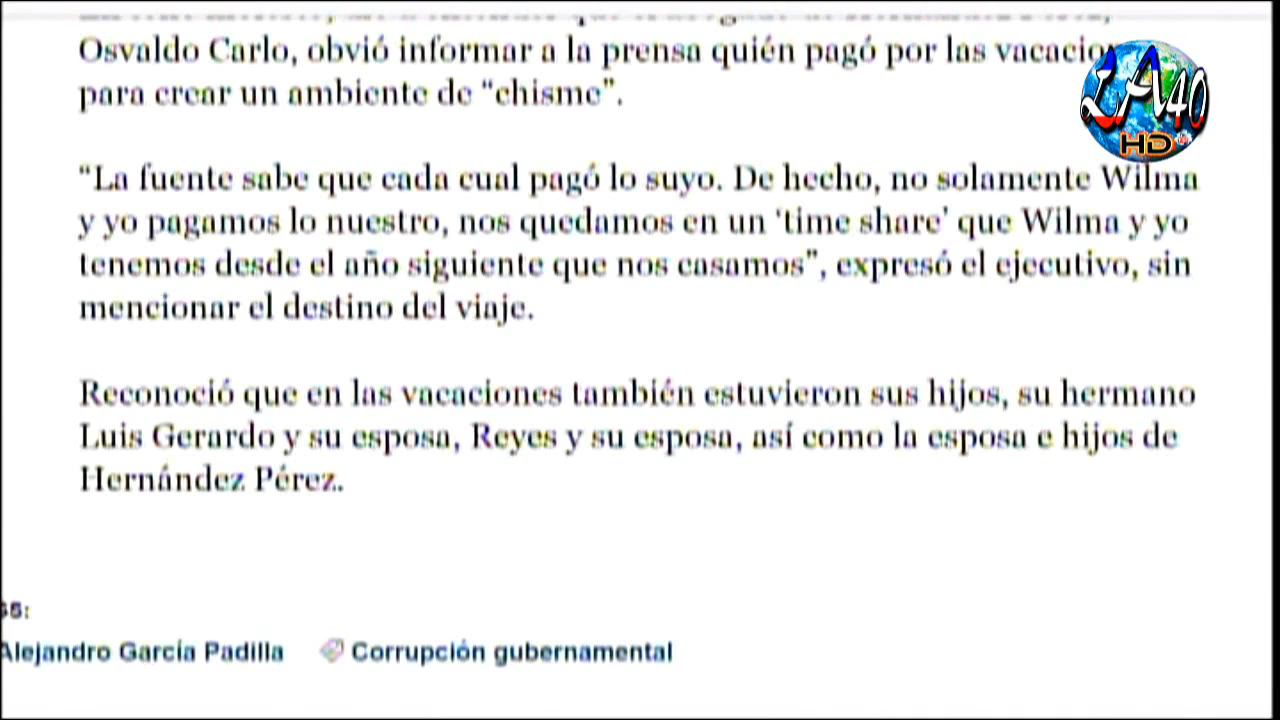 Osvaldo Carlo, obvió informar a la prensa quién pagó por las
para crear un ambiente de “chisme”.
“La fuente sabe que cada cual pagó lo suyo. De hecho, no solamente Wilma
y yo pagamos lo nuestro, nos quedamos en un ‘time share’ que Wilma y yo
tenemos desde el año siguiente que nos casamos”, expresó el ejecutivo, sin
mencionar el destino del viaje.
Reconoció que en las vacaciones también estuvieron sus hijos, su hermano
Luis Gerardo y su esposa, Reyes y su esposa, así como la esposa e hijos de
Hernández Pérez.
Alejandro García Padilla Corrupción gubernamental
LA40
HD